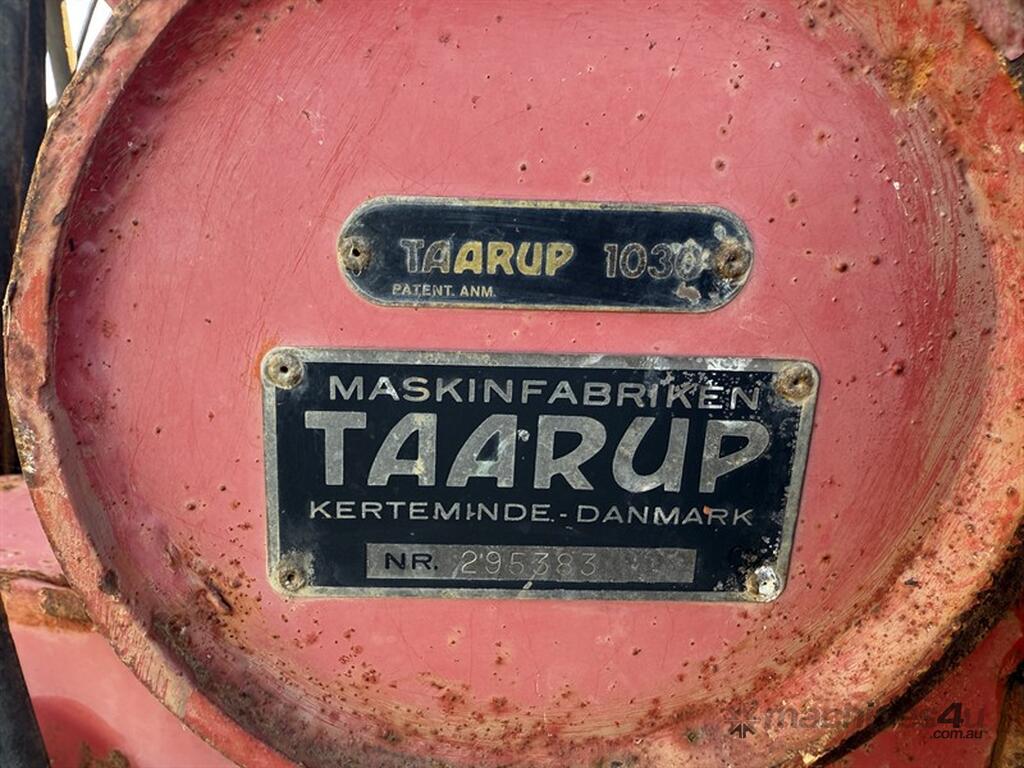 TAARUP 1030
PATENT. ANM.
MASKINFABRIKEN
TAARUP
KERTEMINDE.-DANMARK
NR. 295383
machines4u
.com.au